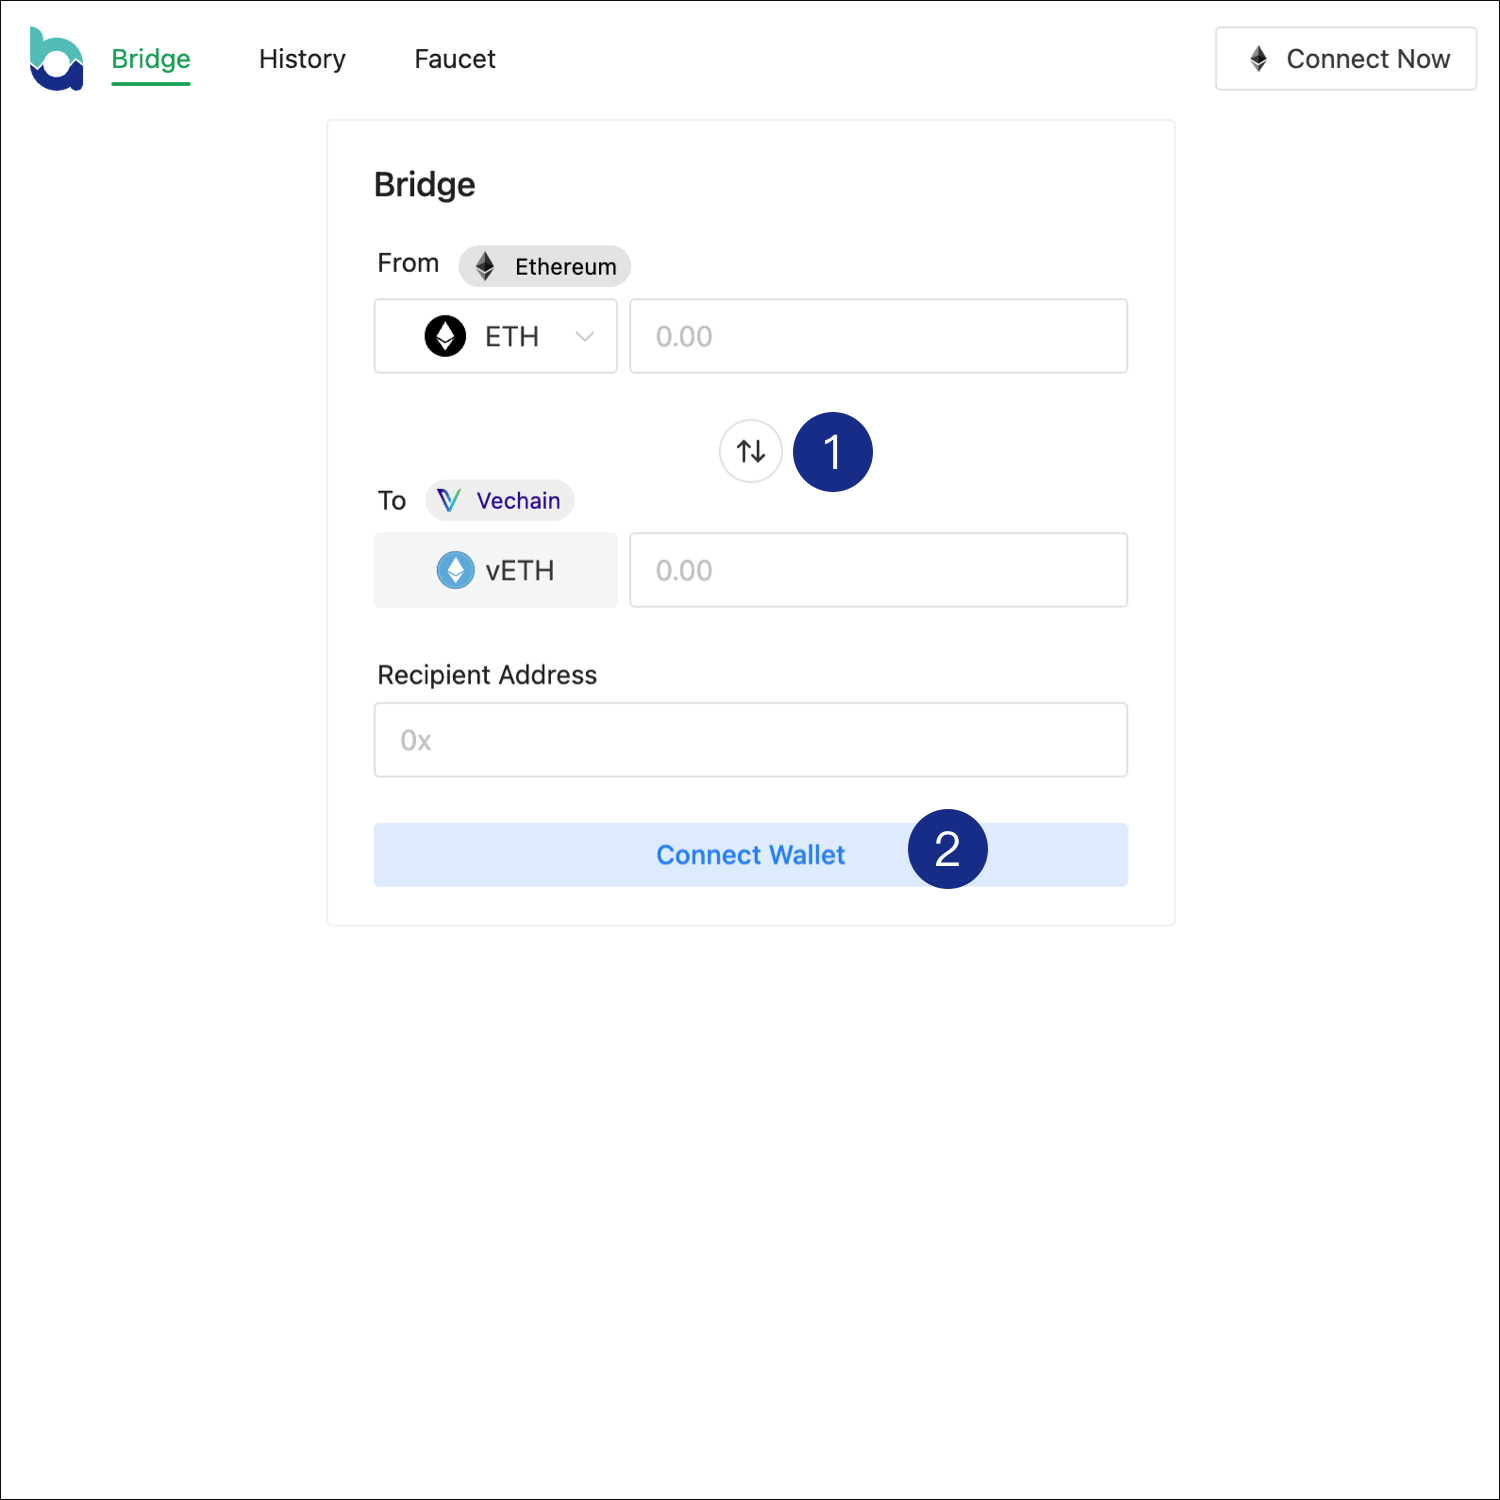 Bridge History Faucet Connect Now
Bridge
From Ethereum
ETH 0.00
1
To Vechain
vETH 0.00
Recipient Address
0x
Connect Wallet 2